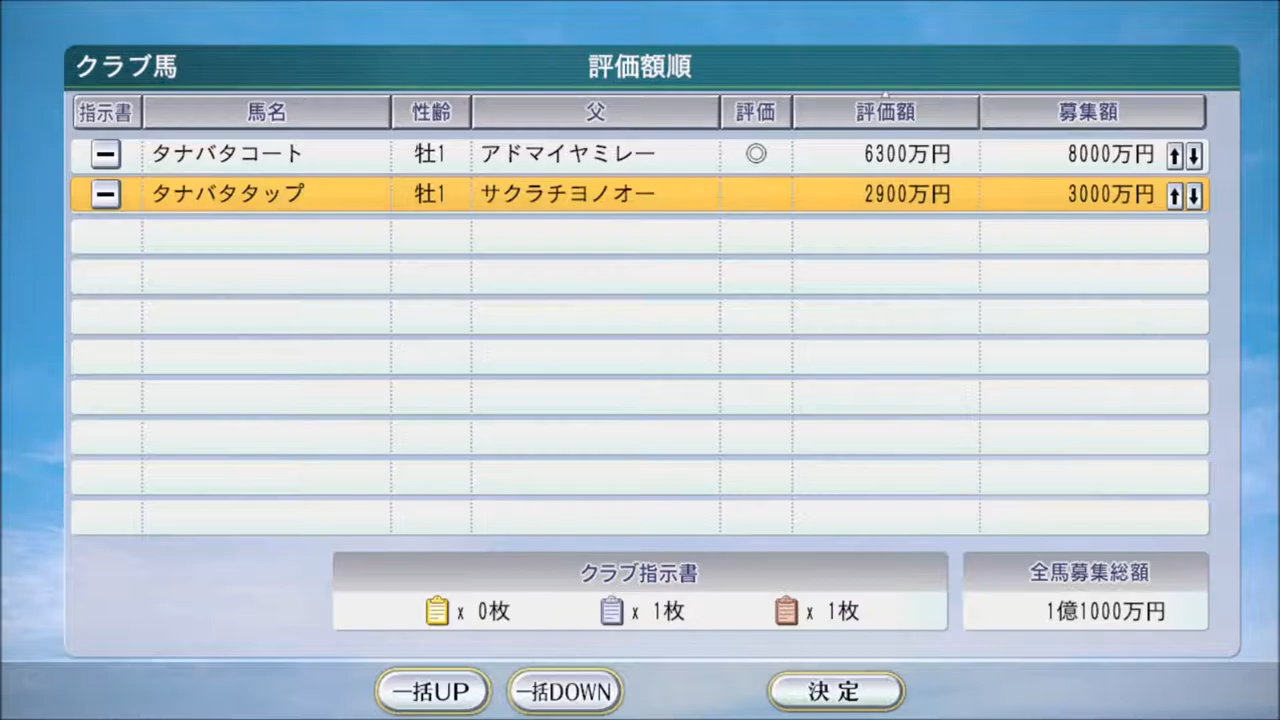 クラブ馬 評価額順
指示書 馬名 性齢 父 評価 評価額 募集額
タナバタコート 牡1 アドマイヤミレー ◎ 6300万円 8000万円
タナバタタップ 牡1 サクラチヨノオー 2900万円 3000万円
クラブ指示書 全馬募集総額
x 0枚 x 1枚 x 1枚 1億1000万円
一括UP 一括DOWN 決定